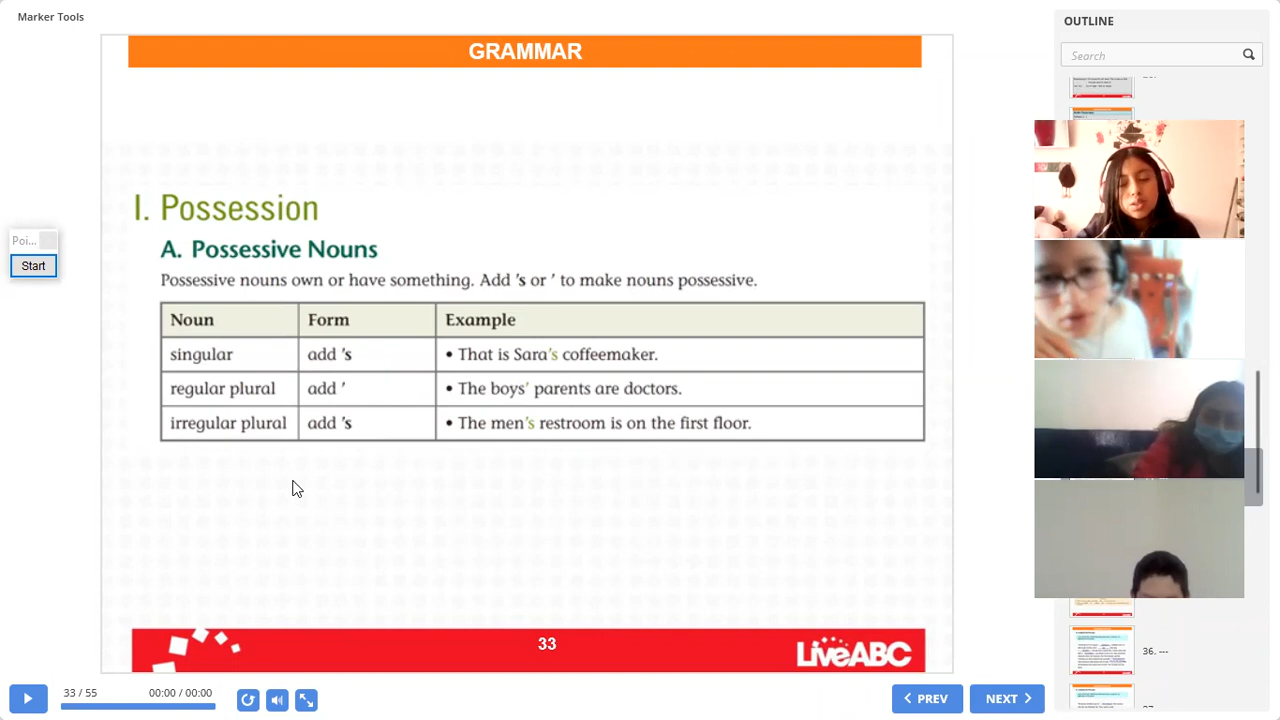 Marker Tools
GRAMMAR
I. Possession
A. Possessive Nouns
Possessive nouns own or have something. Add 's or ' to make nouns possessive.
Noun Form Example
singular add 's • That is Sara's coffeemaker.
regular plural add ' • The boys' parents are doctors.
irregular plural add 's • The men's restroom is on the first floor.
33
LiveABC
Poi...
Start
33 / 55
00:00 / 00:00
PREV
NEXT
OUTLINE
Search
36. ---